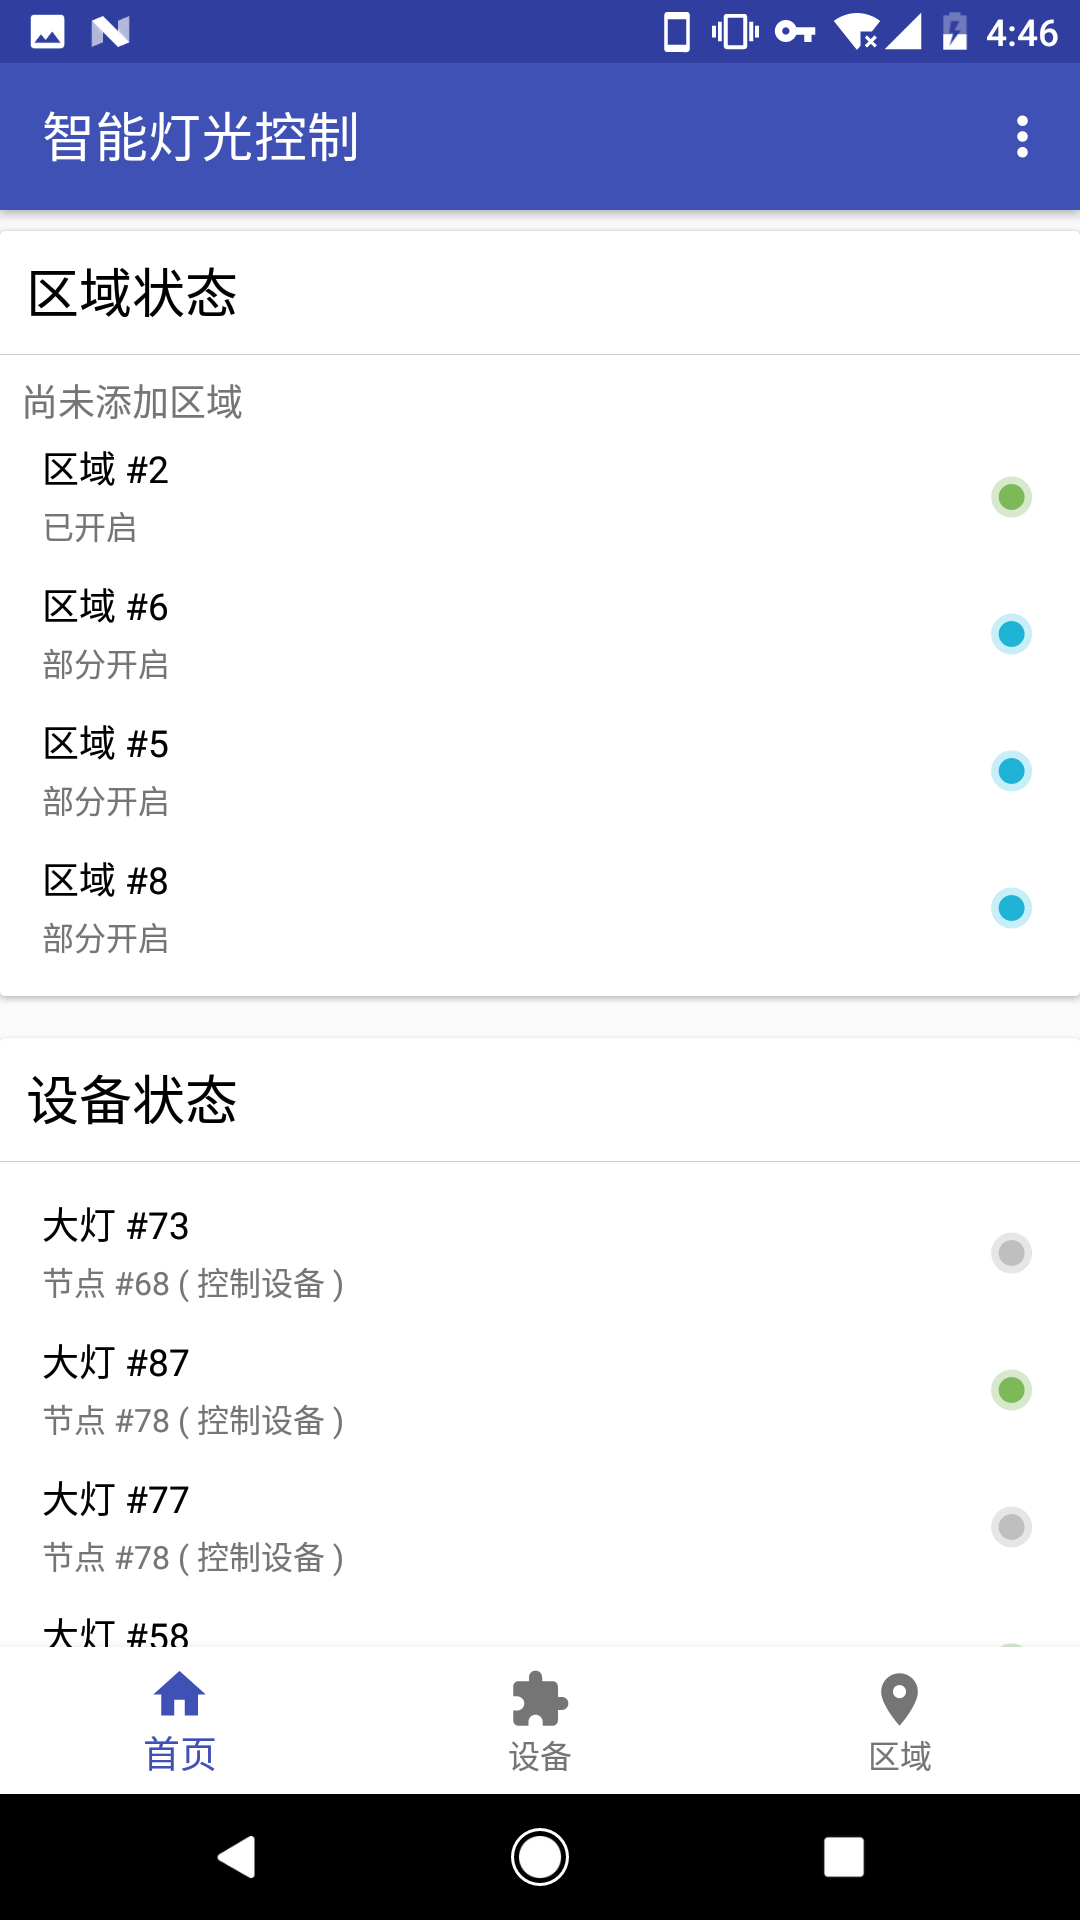 4:46
智能灯光控制
区域状态
尚未添加区域
区域 #2
已开启
区域 #6
部分开启
区域 #5
部分开启
区域 #8
部分开启
设备状态
大灯 #73
节点 #68 ( 控制设备 )
大灯 #87
节点 #78 ( 控制设备 )
大灯 #77
节点 #78 ( 控制设备 )
大灯 #58
首页
设备
区域